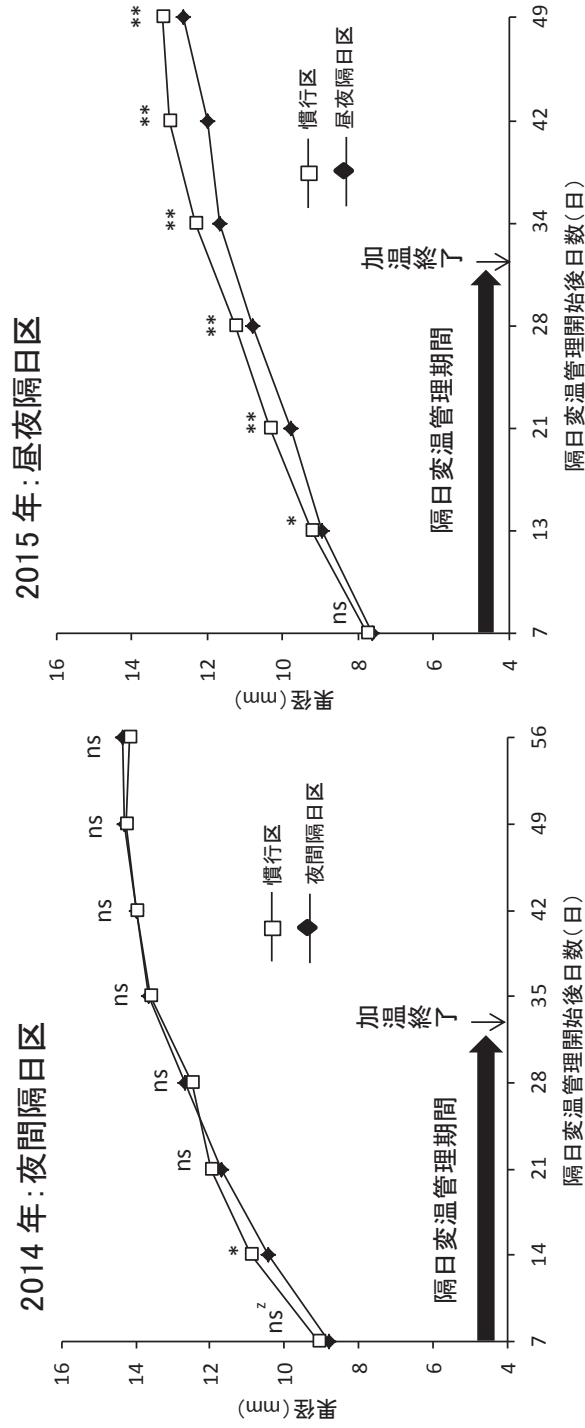 2014 年：夜間隔日区
果径(mm)
16
14
12
10
8
6
4
ns z
*
ns
ns
ns
ns
ns
ns
慣行区
夜間隔日区
加温
終了
隔日変温管理期間
7
14
21
28
35
42
49
56
隔日変温管理開始後日数(日)
2015 年：昼夜隔日区
果径(mm)
16
14
12
10
8
6
4
ns
*
**
**
**
**
**
慣行区
昼夜隔日区
加温
終了
隔日変温管理期間
7
13
21
28
34
42
49
隔日変温管理開始後日数(日)